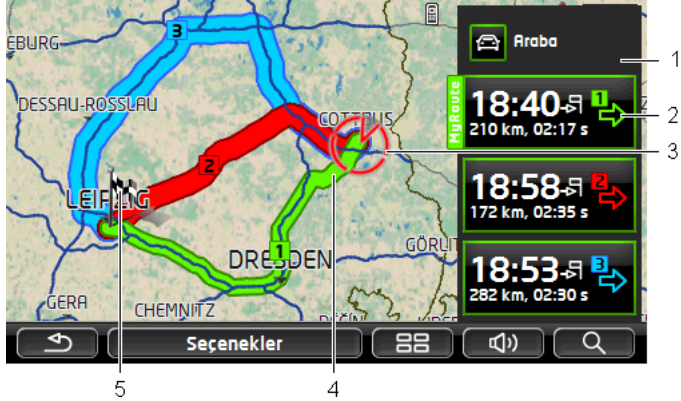 EBURG
3
Araba
1
DESSAU-ROSSLAU
MyRoute
18:40
1
2
210 km, 02:17 s
COTTBUS
3
2
18:58
2
172 km, 02:35 s
LEIPZIG
GÖRLIT
DRESDEN
1
18:53
3
282 km, 02:30 s
GERA
CHEMNITZ
Seçenekler
5
4